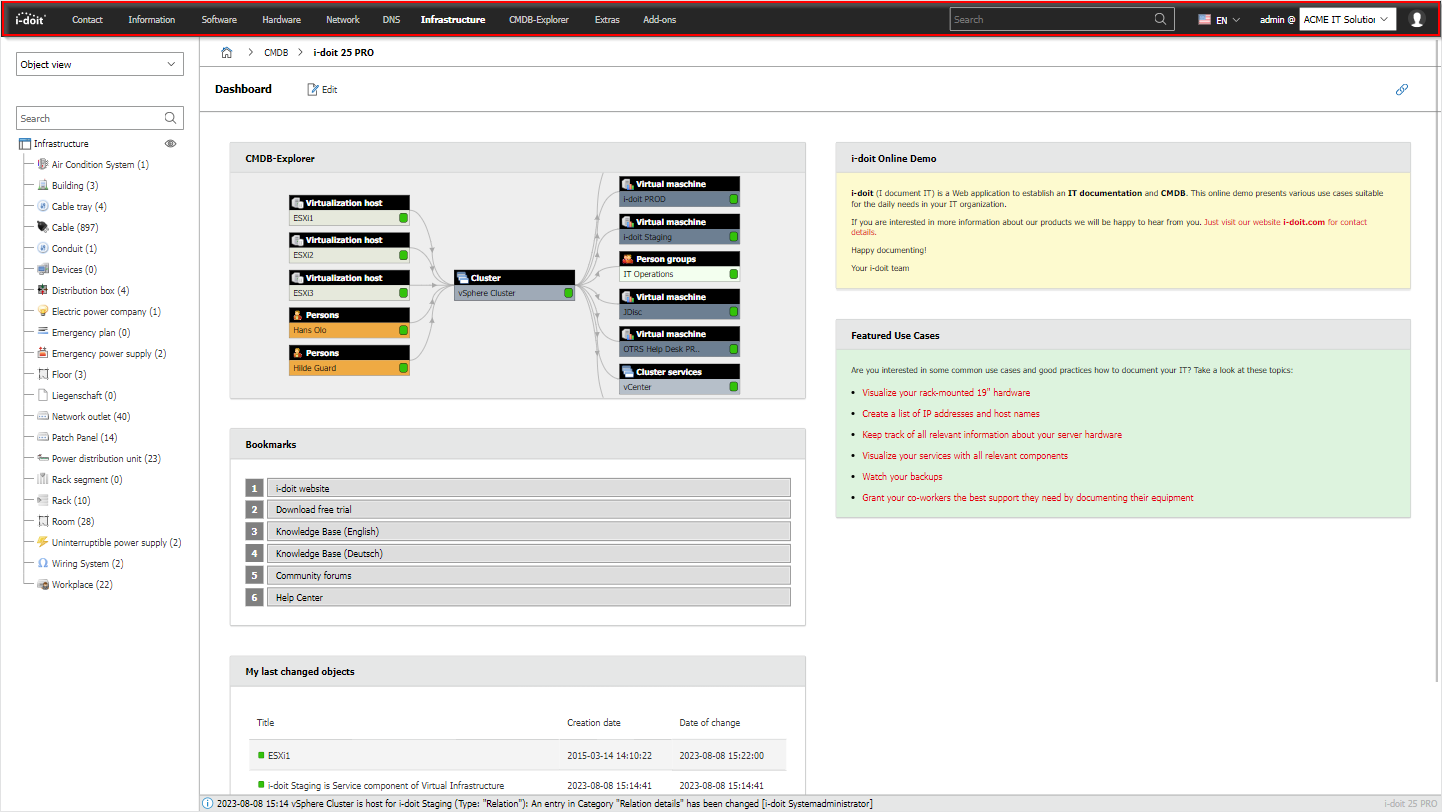 i-doit Contact Information Software Hardware Network DNS Infrastructure CMDB-Explorer Extras Add-ons Search EN admin @ ACME IT Solution
Object view
CMDB i-doit 25 PRO
Dashboard Edit
Search
Infrastructure
Air Condition System (1)
Building (3)
Cable tray (4)
Cable (897)
Conduit (1)
Devices (0)
Distribution box (4)
Electric power company (1)
Emergency plan (0)
Emergency power supply (2)
Floor (3)
Liegenschaft (0)
Network outlet (40)
Patch Panel (14)
Power distribution unit (23)
Rack segment (0)
Rack (10)
Room (28)
Uninterruptible power supply (2)
Wiring System (2)
Workplace (22)
CMDB-Explorer
Virtualization host
ESXi1
Virtualization host
ESXi2
Virtualization host
ESXi3
Persons
Hans Olo
Persons
Hilde Guard
Cluster
vSphere Cluster
Virtual maschine
i-doit PROD
Virtual maschine
i-doit Staging
Person groups
IT Operations
Virtual maschine
JDisc
Virtual maschine
OTRS Help Desk PR..
Cluster services
vCenter
Bookmarks
1 i-doit website
2 Download free trial
3 Knowledge Base (English)
4 Knowledge Base (Deutsch)
5 Community forums
6 Help Center
My last changed objects
Title Creation date Date of change
ESXi1 2015-03-14 14:10:22 2023-08-08 15:22:00
i-doit Staging is Service component of Virtual Infrastructure 2023-08-08 15:14:41 2023-08-08 15:14:41
i-doit Online Demo
i-doit (I document IT) is a Web application to establish an IT documentation and CMDB. This online demo presents various use cases suitable
for the daily needs in your IT organization.
If you are interested in more information about our products we will be happy to hear from you. Just visit our website i-doit.com for contact
details.
Happy documenting!
Your i-doit team
Featured Use Cases
Are you interested in some common use cases and good practices how to document your IT? Take a look at these topics:
Visualize your rack-mounted 19" hardware
Create a list of IP addresses and host names
Keep track of all relevant information about your server hardware
Visualize your services with all relevant components
Watch your backups
Grant your co-workers the best support they need by documenting their equipment
2023-08-08 15:14 vSphere Cluster is host for i-doit Staging (Type: "Relation"): An entry in Category "Relation details" has been changed [i-doit Systemadministrator]
i-doit 25 PRO